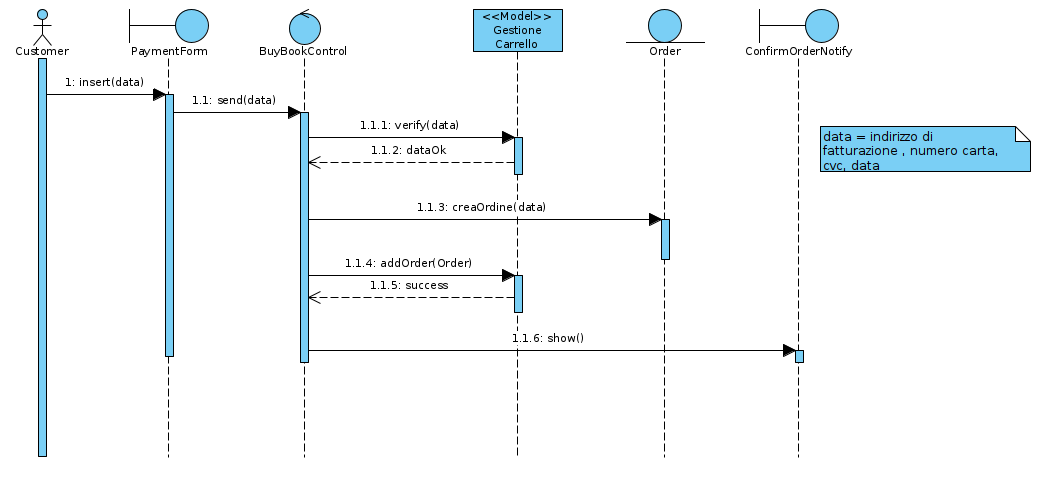 <<Model>>
Gestione
Carrello
Customer
PaymentForm
BuyBookControl
Order
ConfirmOrderNotify
1: insert(data)
1.1: send(data)
1.1.1: verify(data)
1.1.2: dataOk
data = indirizzo di
fatturazione , numero carta,
cvc, data
1.1.3: creaOrdine(data)
1.1.4: addOrder(Order)
1.1.5: success
1.1.6: show()